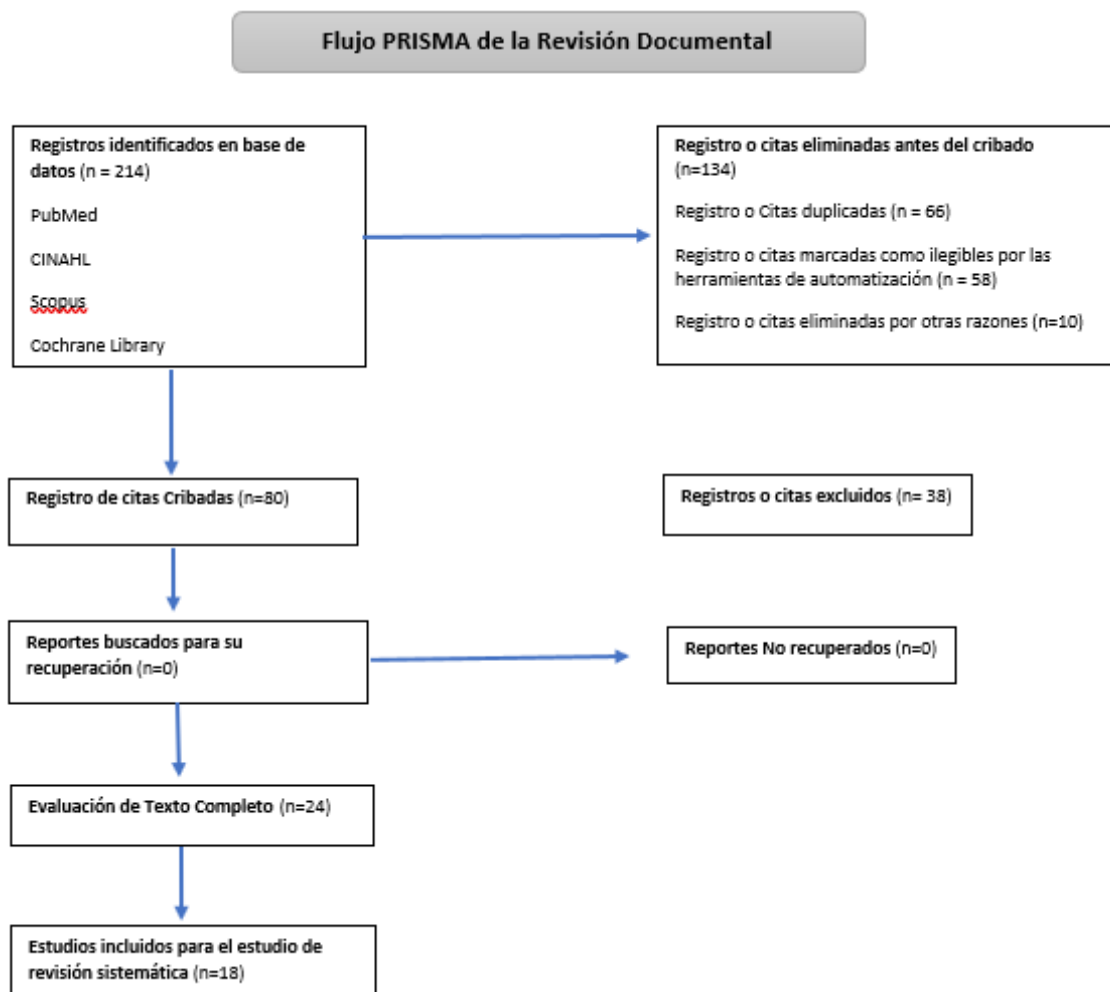 Flujo PRISMA de la Revisión Documental
Registros identificados en base de
datos (n = 214)
PubMed
CINAHL
Scopus
Cochrane Library
Registro o citas eliminadas antes del cribado
(n=134)
Registro o Citas duplicadas (n = 66)
Registro o citas marcadas como ilegibles por las
herramientas de automatización (n = 58)
Registro o citas eliminadas por otras razones (n=10)
Registro de citas Cribadas (n=80)
Registros o citas excluidos (n= 38)
Reportes buscados para su
recuperación (n=0)
Reportes No recuperados (n=0)
Evaluación de Texto Completo (n=24)
Estudios incluidos para el estudio de
revisión sistemática (n=18)